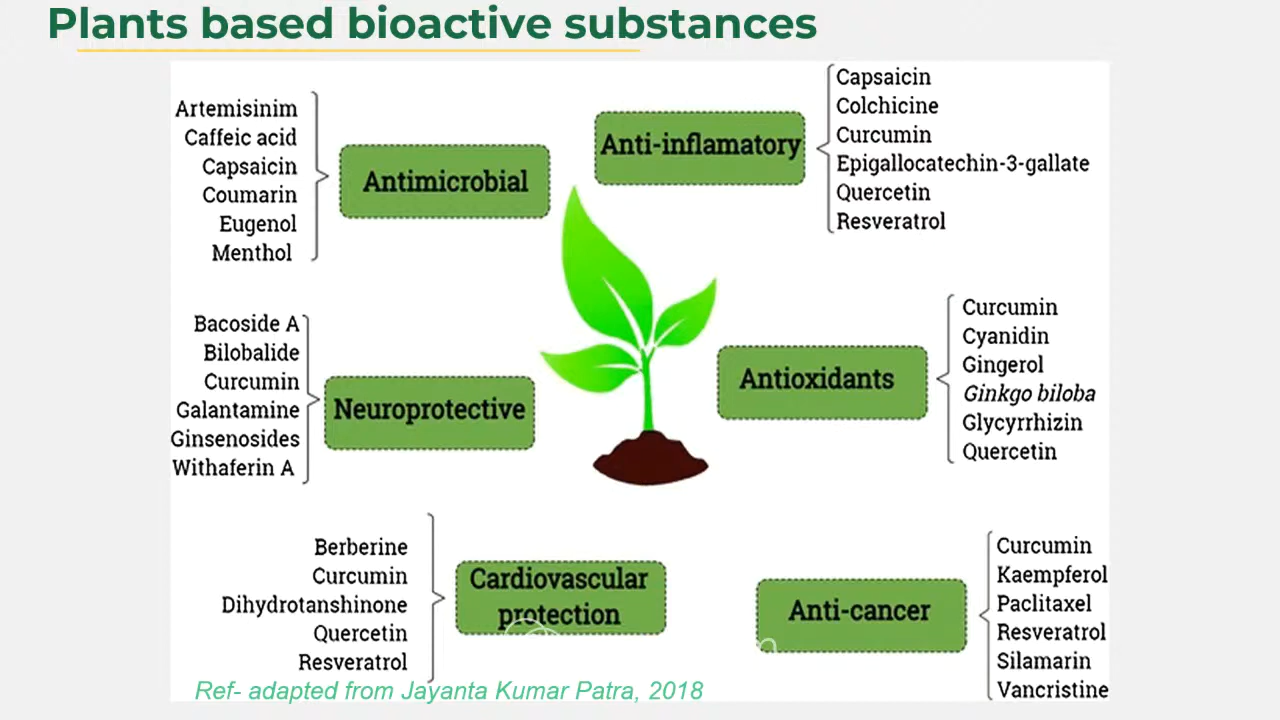 Plants based bioactive substances
Artemisinim
Caffeic acid
Capsaicin
Coumarin
Eugenol
Menthol
Antimicrobial
Anti-inflamatory
Capsaicin
Colchicine
Curcumin
Epigallocatechin-3-gallate
Quercetin
Resveratrol
Bacoside A
Bilobalide
Curcumin
Galantamine
Ginsenosides
Withaferin A
Neuroprotective
Antioxidants
Curcumin
Cyanidin
Gingerol
Ginkgo biloba
Glycyrrhizin
Quercetin
Berberine
Curcumin
Dihydrotanshinone
Quercetin
Resveratrol
Cardiovascular
protection
Anti-cancer
Curcumin
Kaempferol
Paclitaxel
Resveratrol
Silamarin
Vancristine
Ref- adapted from Jayanta Kumar Patra, 2018